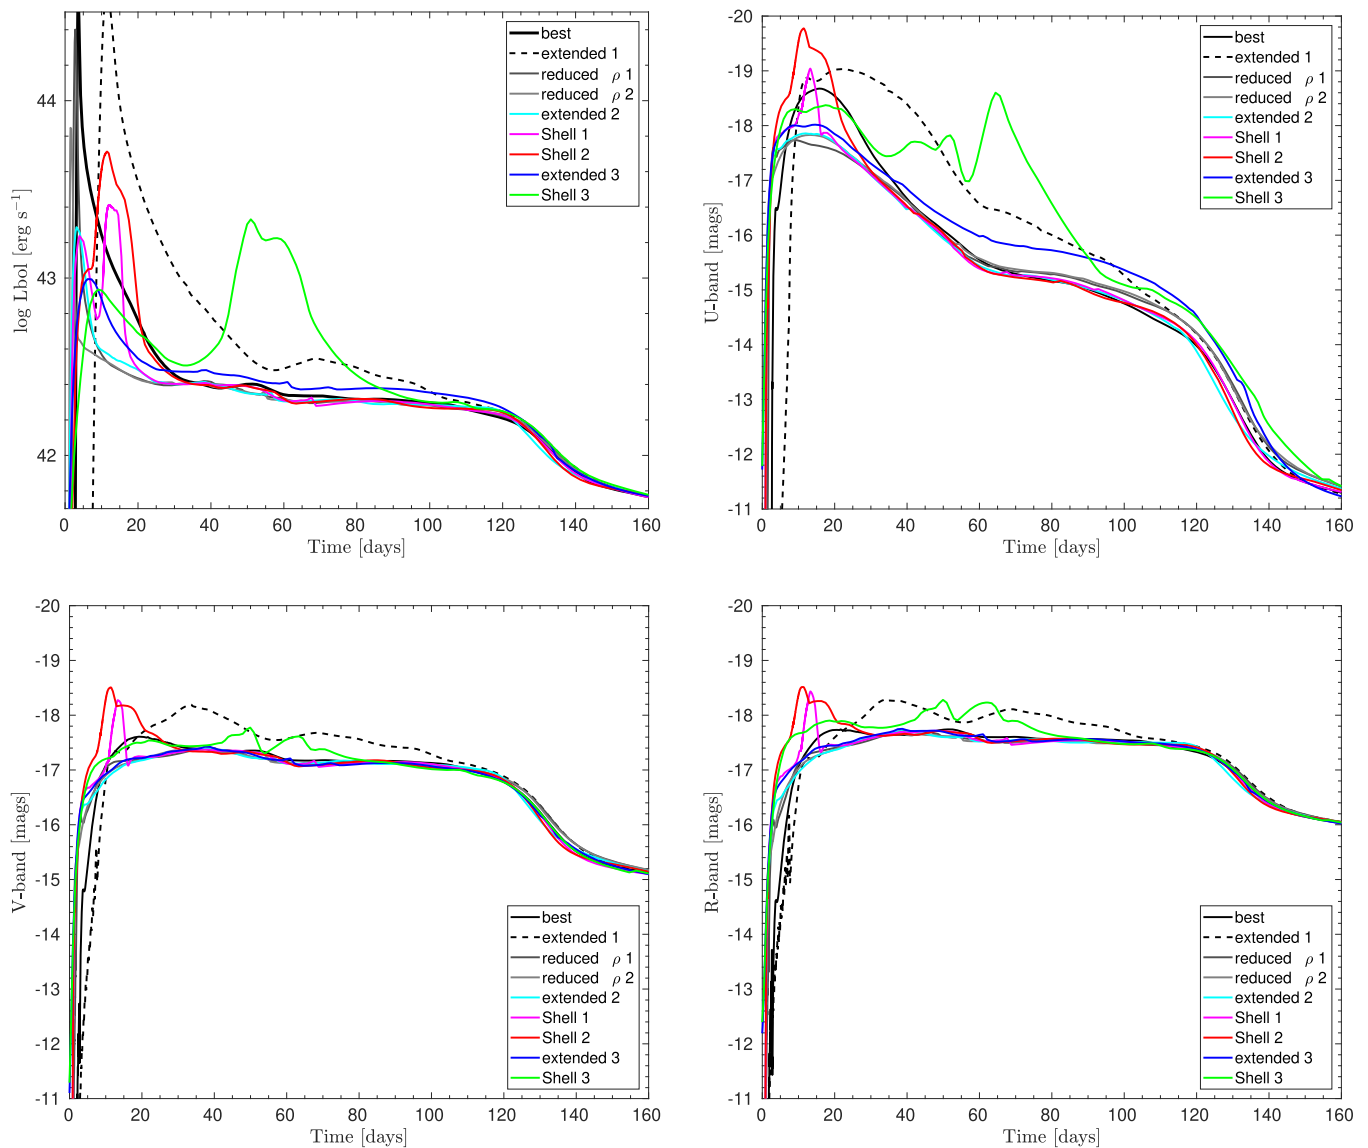 log Lbol [erg s−1]
44
43
42
0 20 40 60 80 100 120 140 160
Time [days]
best
extended 1
reduced ρ 1
reduced ρ 2
extended 2
Shell 1
Shell 2
extended 3
Shell 3
U-band [mags]
-20
-19
-18
-17
-16
-15
-14
-13
-12
-11
0 20 40 60 80 100 120 140 160
Time [days]
best
extended 1
reduced ρ 1
reduced ρ 2
extended 2
Shell 1
Shell 2
extended 3
Shell 3
V-band [mags]
-20
-19
-18
-17
-16
-15
-14
-13
-12
-11
0 20 40 60 80 100 120 140 160
Time [days]
best
extended 1
reduced ρ 1
reduced ρ 2
extended 2
Shell 1
Shell 2
extended 3
Shell 3
R-band [mags]
-20
-19
-18
-17
-16
-15
-14
-13
-12
-11
0 20 40 60 80 100 120 140 160
Time [days]
best
extended 1
reduced ρ 1
reduced ρ 2
extended 2
Shell 1
Shell 2
extended 3
Shell 3